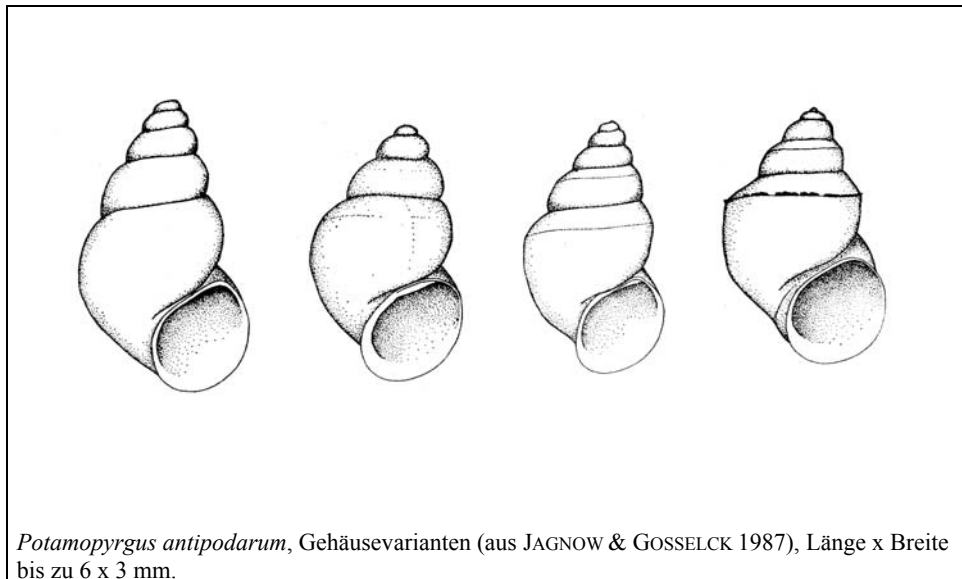 Potamopyrgus antipodarum, Gehäusevarianten (aus JAGNOW & GOSSELCK 1987), Länge x Breite
bis zu 6 x 3 mm.